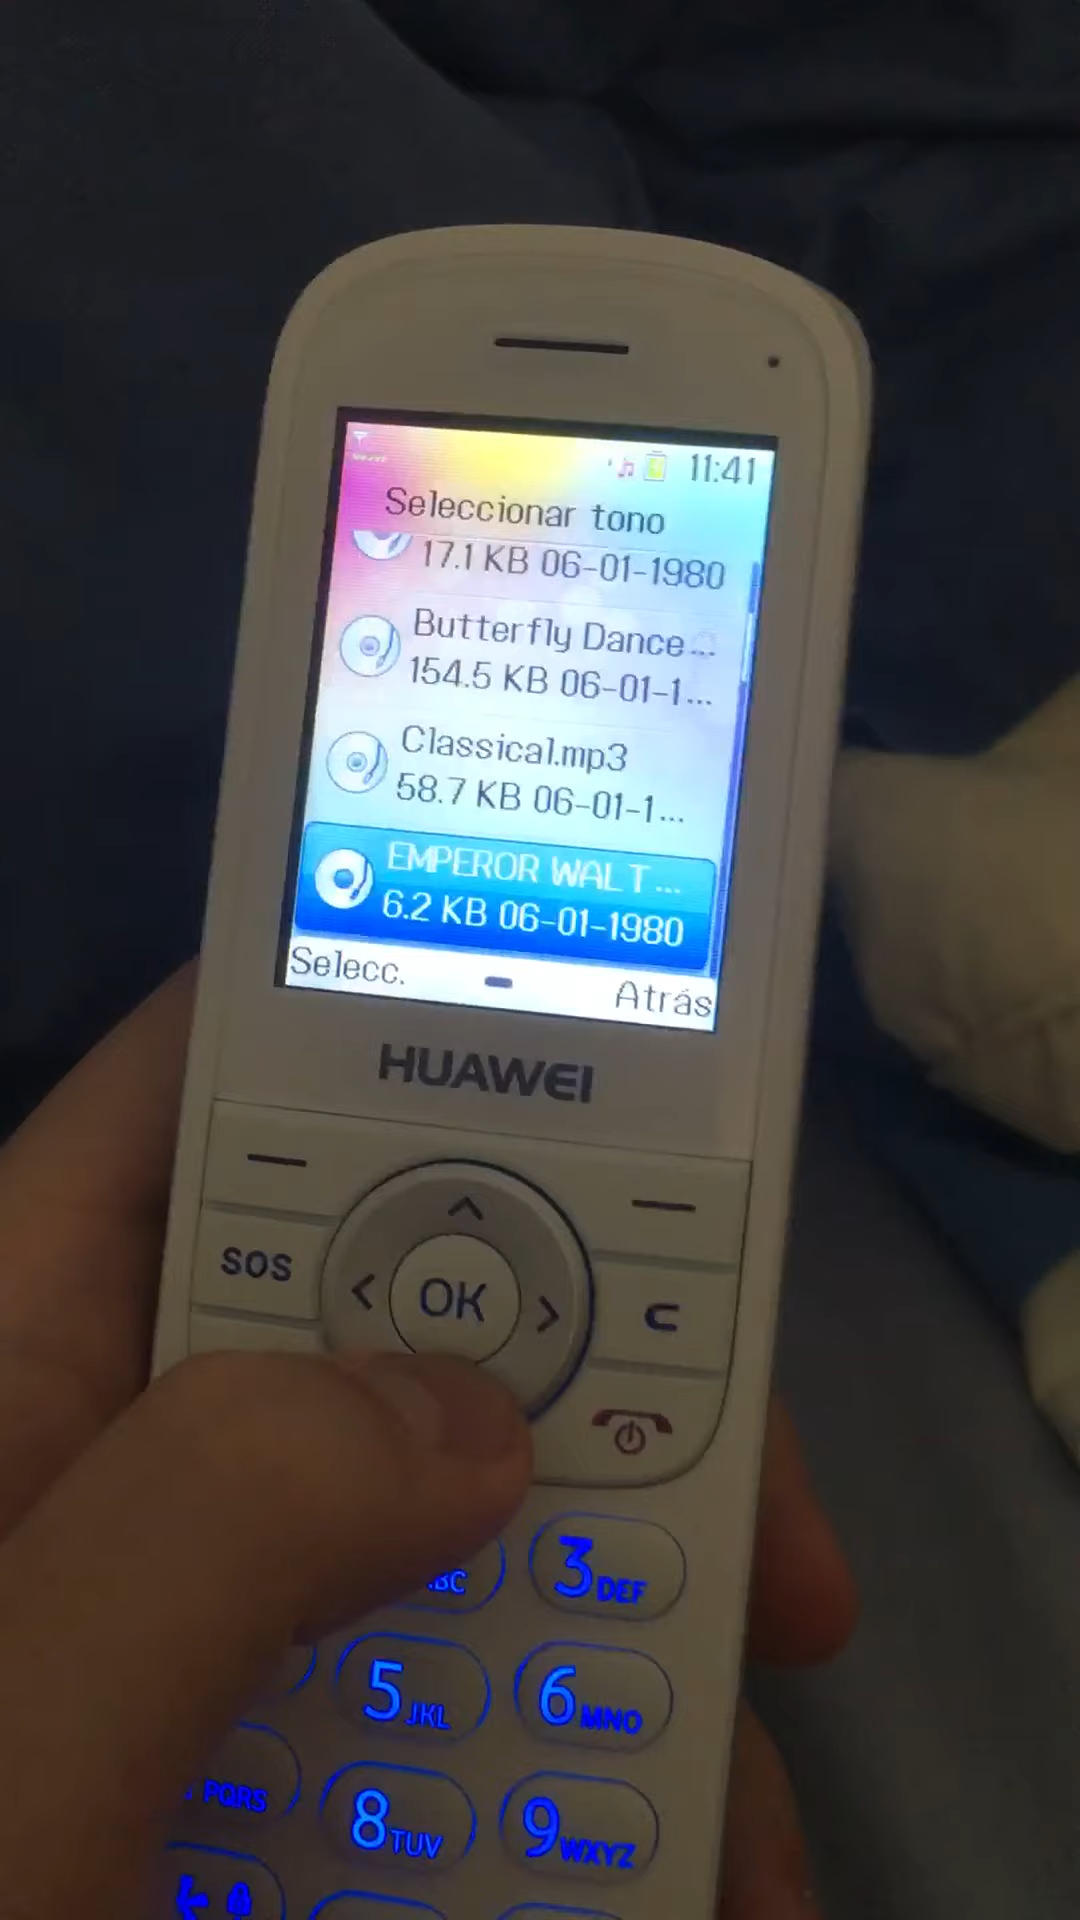 11:41
Seleccionar tono
17.1 KB 06-01-1980
Butterfly Dance...
154.5 KB 06-01-1...
Classical.mp3
58.7 KB 06-01-1...
EMPEROR WALT...
6.2 KB 06-01-1980
Selecc.
Atrás
HUAWEI
SOS
OK
C
BC
3 DEF
5 JKL
6 MNO
PQRS
8 TUV
9 WXYZ